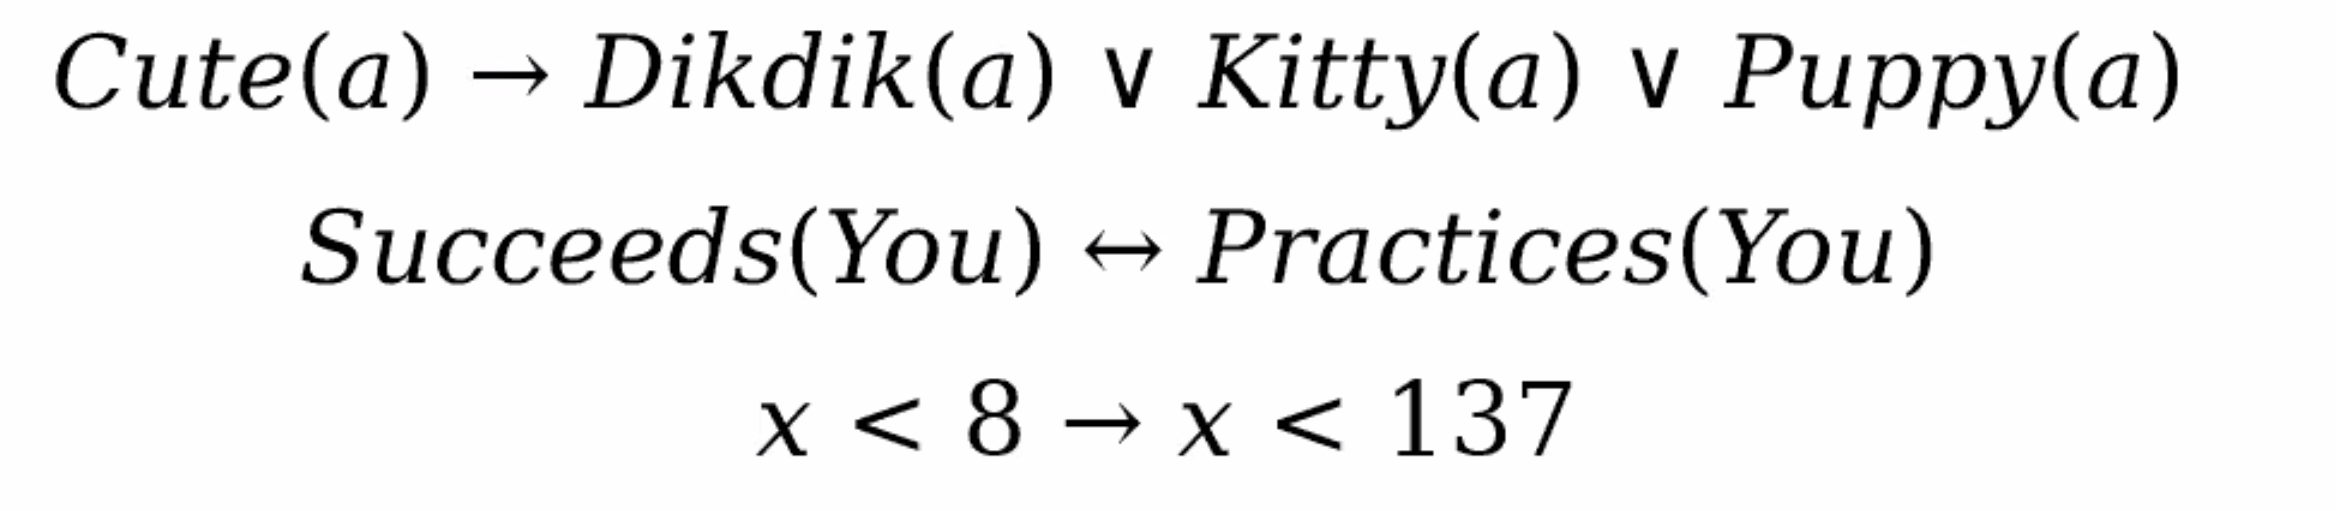 Cute(a) → Dikdik(a) ∨ Kitty(a) ∨ Puppy(a)
Succeeds(You) ↔ Practices(You)
x < 8 → x < 137